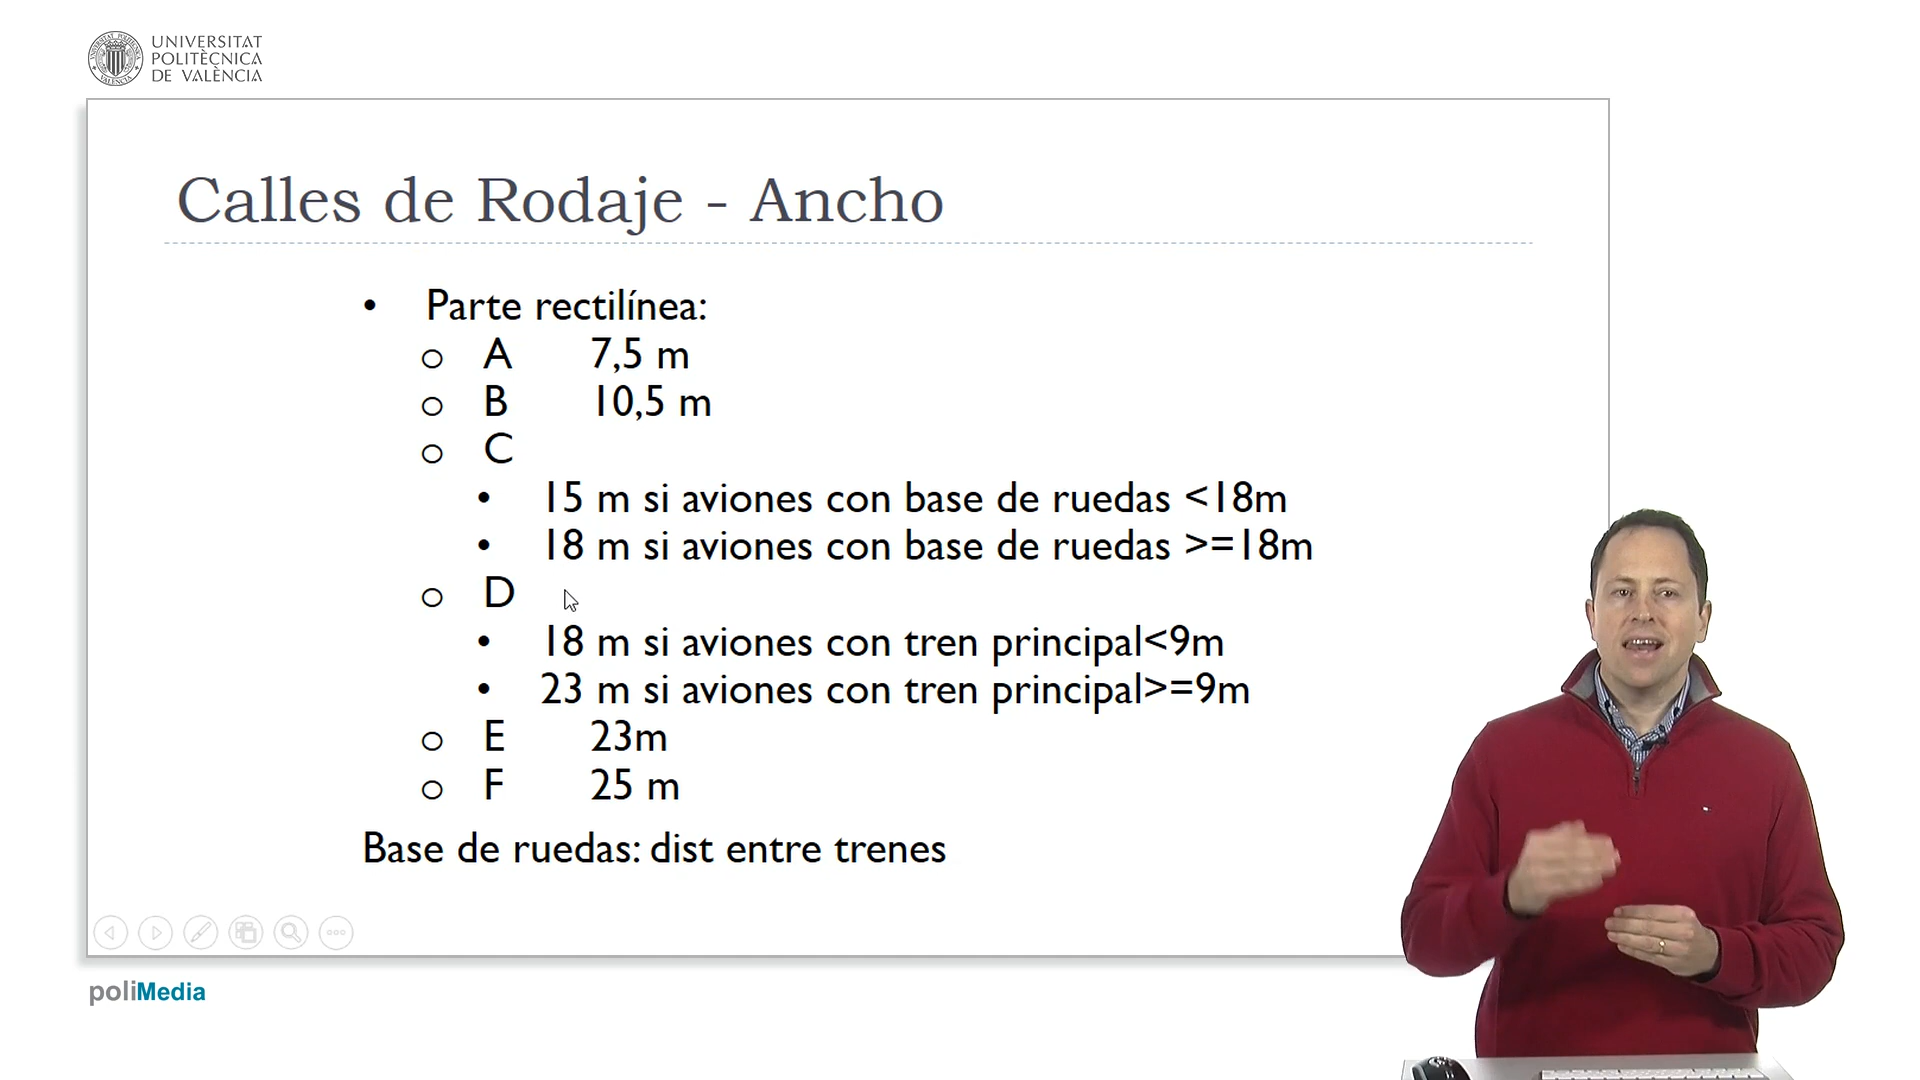 UNIVERSITAT
POLITÈCNICA
DE VALÈNCIA
Calles de Rodaje - Ancho
• Parte rectilínea:
o A 7,5 m
o B 10,5 m
o C
• 15 m si aviones con base de ruedas <18m
• 18 m si aviones con base de ruedas >=18m
o D
• 18 m si aviones con tren principal<9m
• 23 m si aviones con tren principal>=9m
o E 23m
o F 25 m
Base de ruedas: dist entre trenes
poliMedia